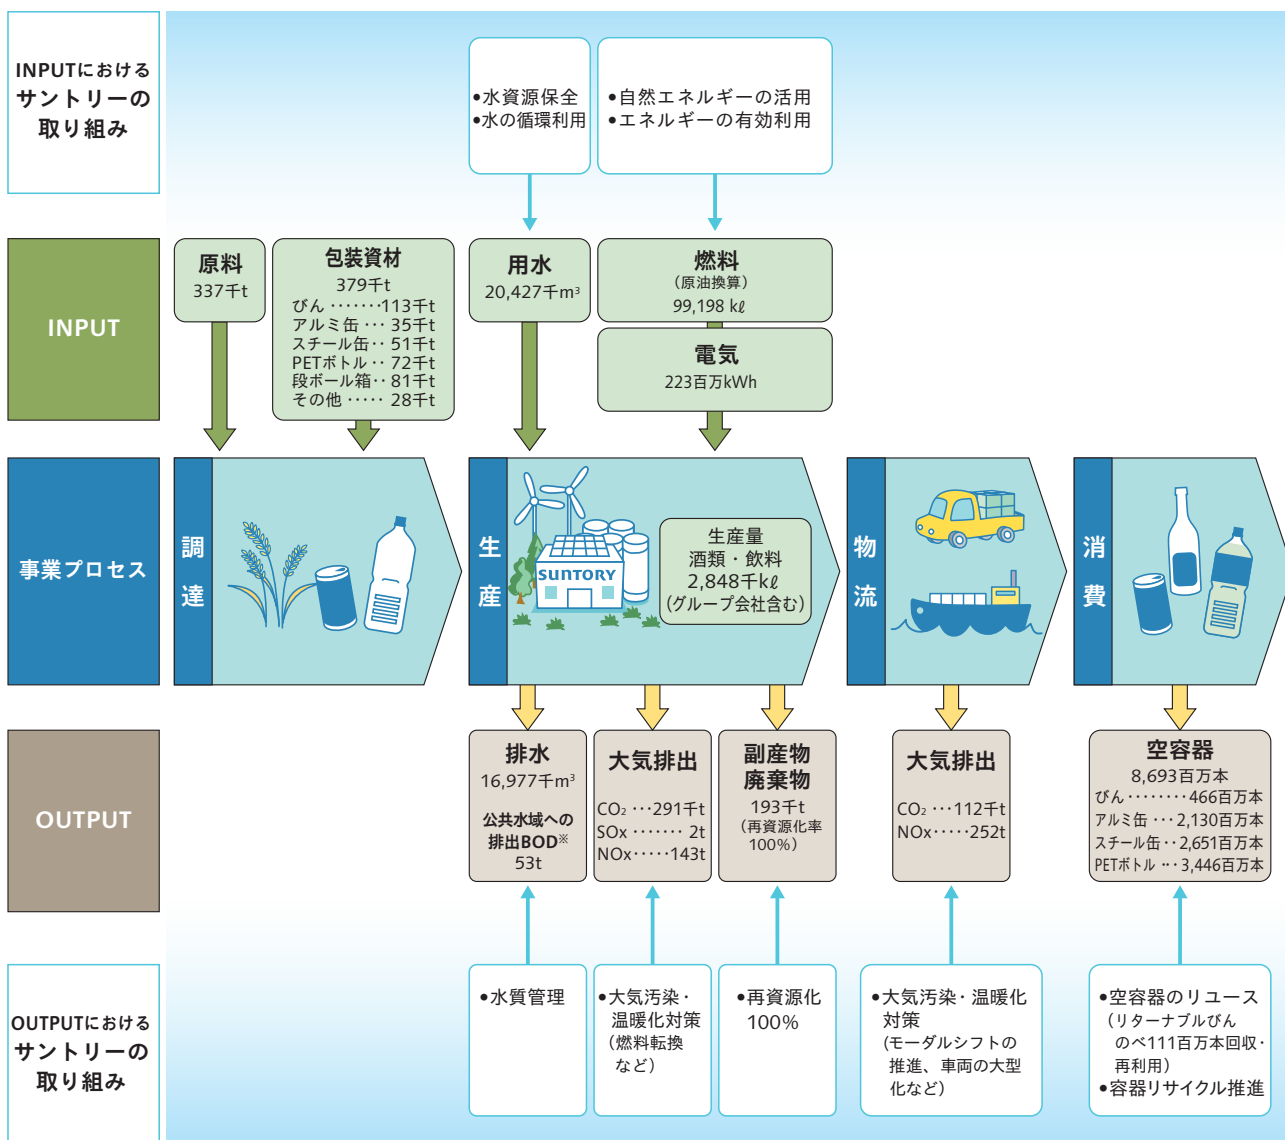 INPUTにおける
サントリーの
取り組み
•水資源保全
•水の循環利用
•自然エネルギーの活用
•エネルギーの有効利用
INPUT
原料
337千t
包装資材
379千t
びん ·······113千t
アルミ缶 ··· 35千t
スチール缶 ·· 51千t
PETボトル ·· 72千t
段ボール箱·· 81千t
その他 ····· 28千t
用水
20,427千m³
燃料
(原油換算)
99,198 kℓ
電気
223百万kWh
事業プロセス
調達
生産
SUNTORY
生産量
酒類・飲料
2,848千kℓ
(グループ会社含む)
物流
消費
OUTPUT
排水
16,977千m³
公共水域への
排出BOD※
53t
大気排出
CO₂ ···291千t
SOx ······· 2t
NOx·····143t
副産物
廃棄物
193千t
(再資源化率
100%)
大気排出
CO₂ ···112千t
NOx·····252t
空容器
8,693百万本
びん ········ 466百万本
アルミ缶 ··· 2,130百万本
スチール缶 ·· 2,651百万本
PETボトル ·· 3,446百万本
OUTPUTにおける
サントリーの
取り組み
•水質管理
•大気汚染・
温暖化対策
(燃料転換
など)
•再資源化
100%
•大気汚染・温暖化
対策
(モーダルシフトの
推進、車両の大型
化など)
•空容器のリユース
(リターナブルびん
のべ111百万本回収・
再利用)
•容器リサイクル推進